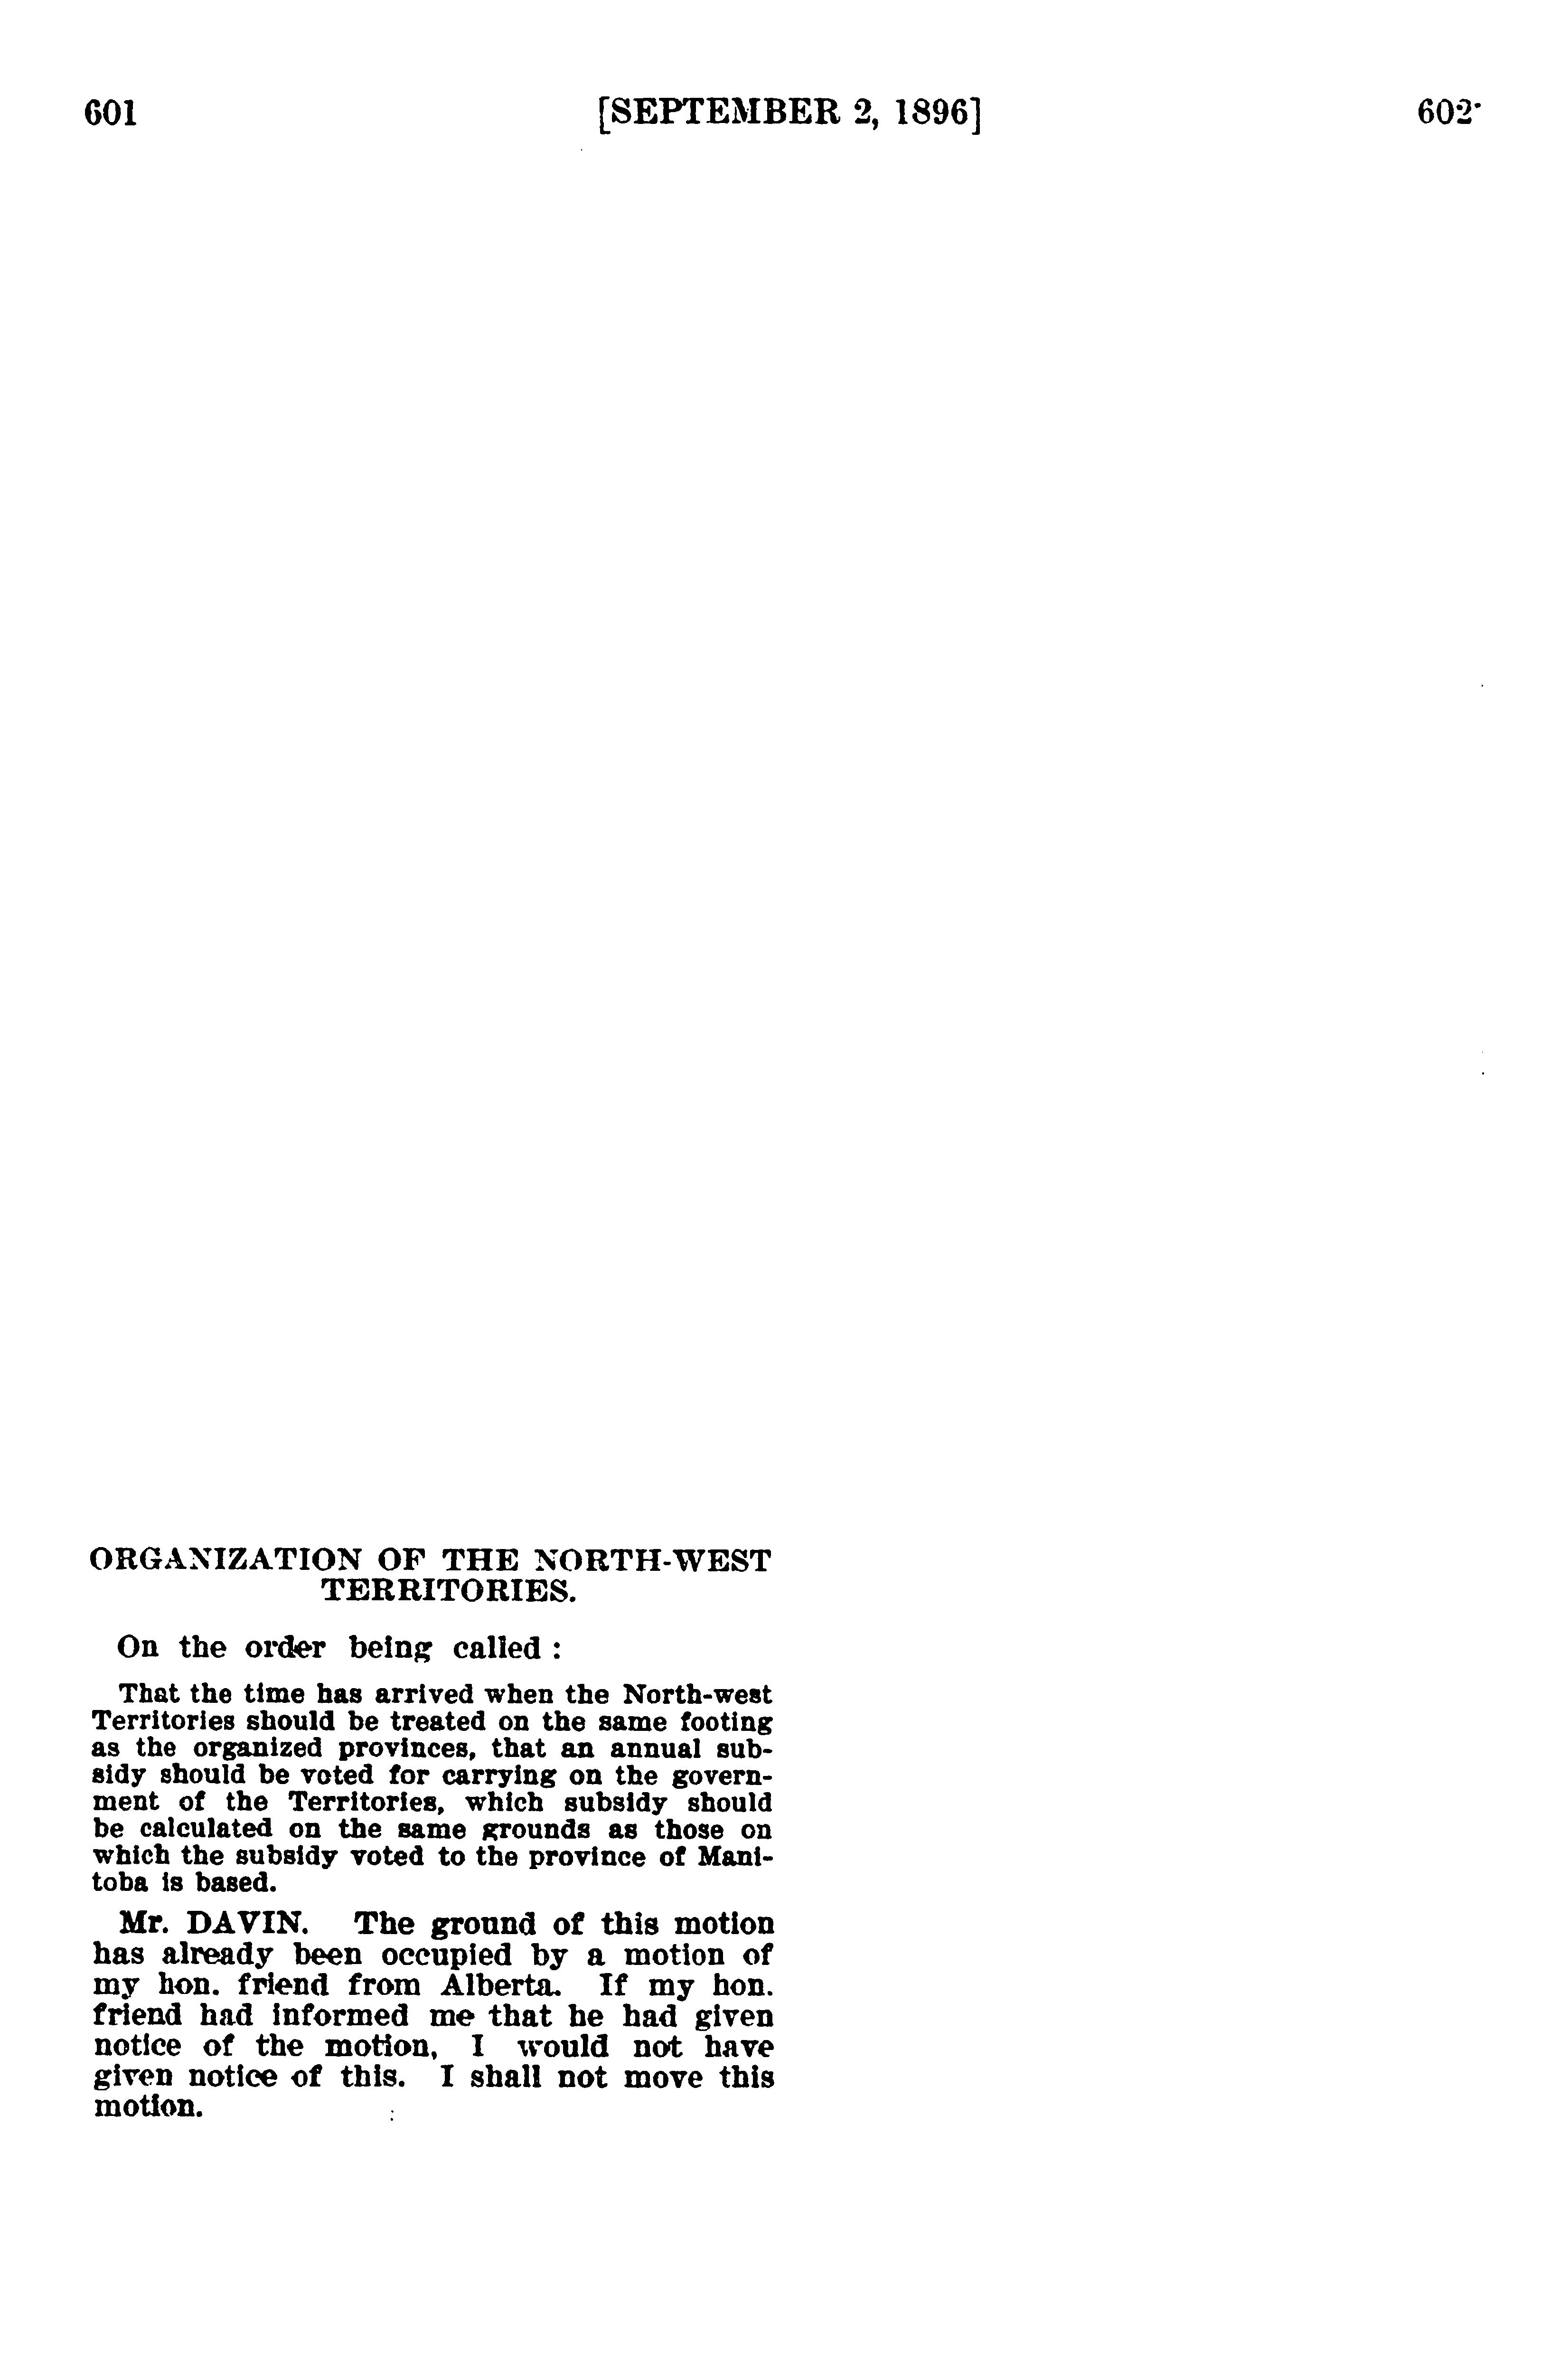 601 [SEPTEMBER 2, 1896] 602
ORGANIZATION OF THE NORTH-WEST
TERRITORIES.
On the order being called :
That the time has arrived when the North-west
Territories should be treated on the same footing
as the organized provinces, that an annual sub-
sidy should be voted for carrying on the govern-
ment of the Territories, which subsidy should
be calculated on the same grounds as those on
which the subsidy voted to the province of Mani-
toba is based.
Mr. DAVIN. The ground of this motion
has already been occupied by a motion of
my hon. friend from Alberta. If my hon.
friend had informed me that he had given
notice of the motion, I would not have
given notice of this. I shall not move this
motion.